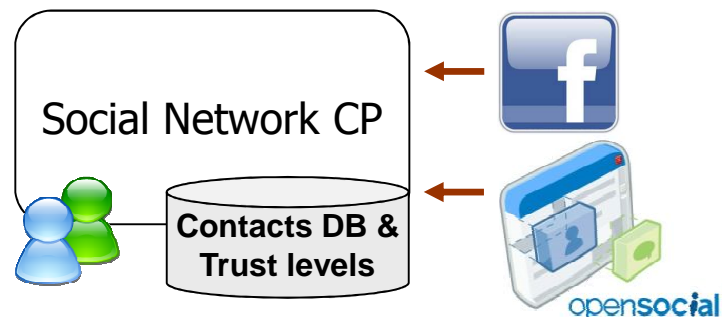 Social Network CP
f
Contacts DB &
Trust levels
opensocial